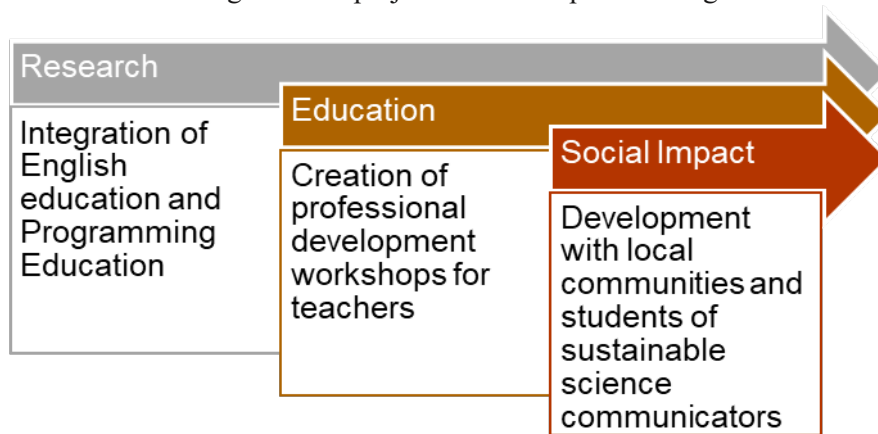 Research
Integration of
English
education and
Programming
Education
Education
Creation of
professional
development
workshops for
teachers
Social Impact
Development
with local
communities and
students of
sustainable
science
communicators